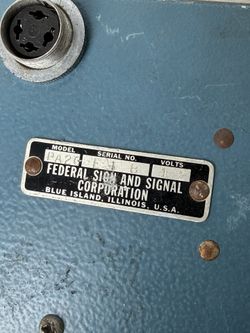 MODEL SERIAL NO. VOLTS
FEDERAL SIGN AND SIGNAL
CORPORATION
BLUE ISLAND, ILLINOIS, U.S.A.